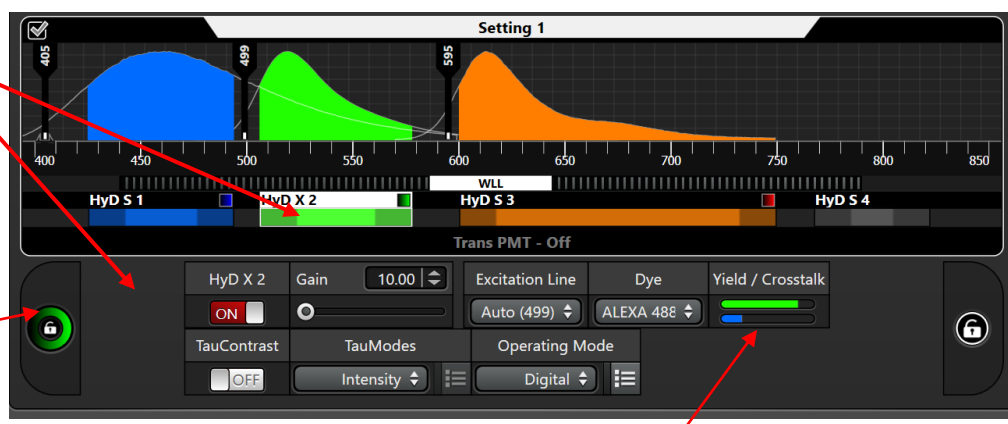 Setting 1
405 499 595
400 450 500 550 600 650 700 750 800 850
WLL
HyD S 1 HyD X 2 HyD S 3 HyD S 4
Trans PMT - Off
HyD X 2 Gain 10.00 Excitation Line Dye Yield / Crosstalk
ON Auto (499) ALEXA 488
TauContrast TauModes Operating Mode
OFF Intensity Digital